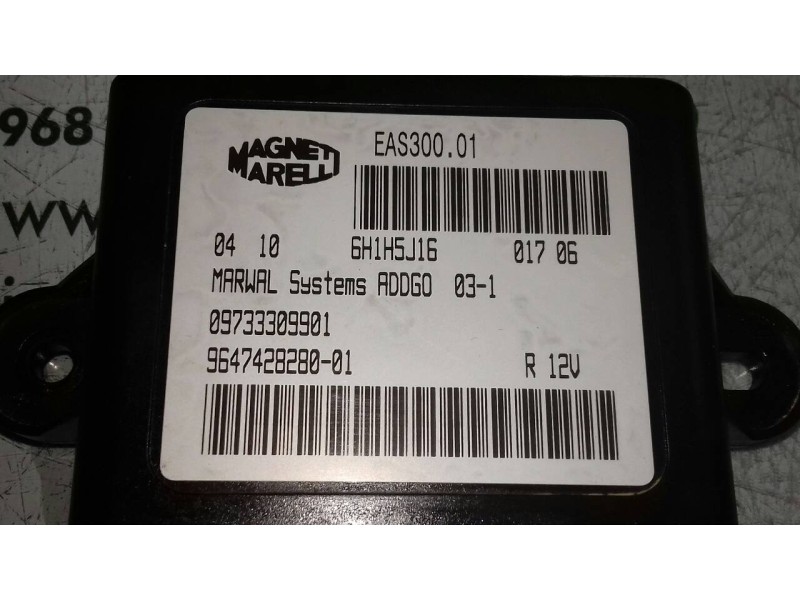 968
www
MAGNETI
MARELLI
EAS300.01
04 10 6H1H5J16 017 06
MARWAL Systems ADDGO 03-1
09733309901
9647428280-01 R 12V